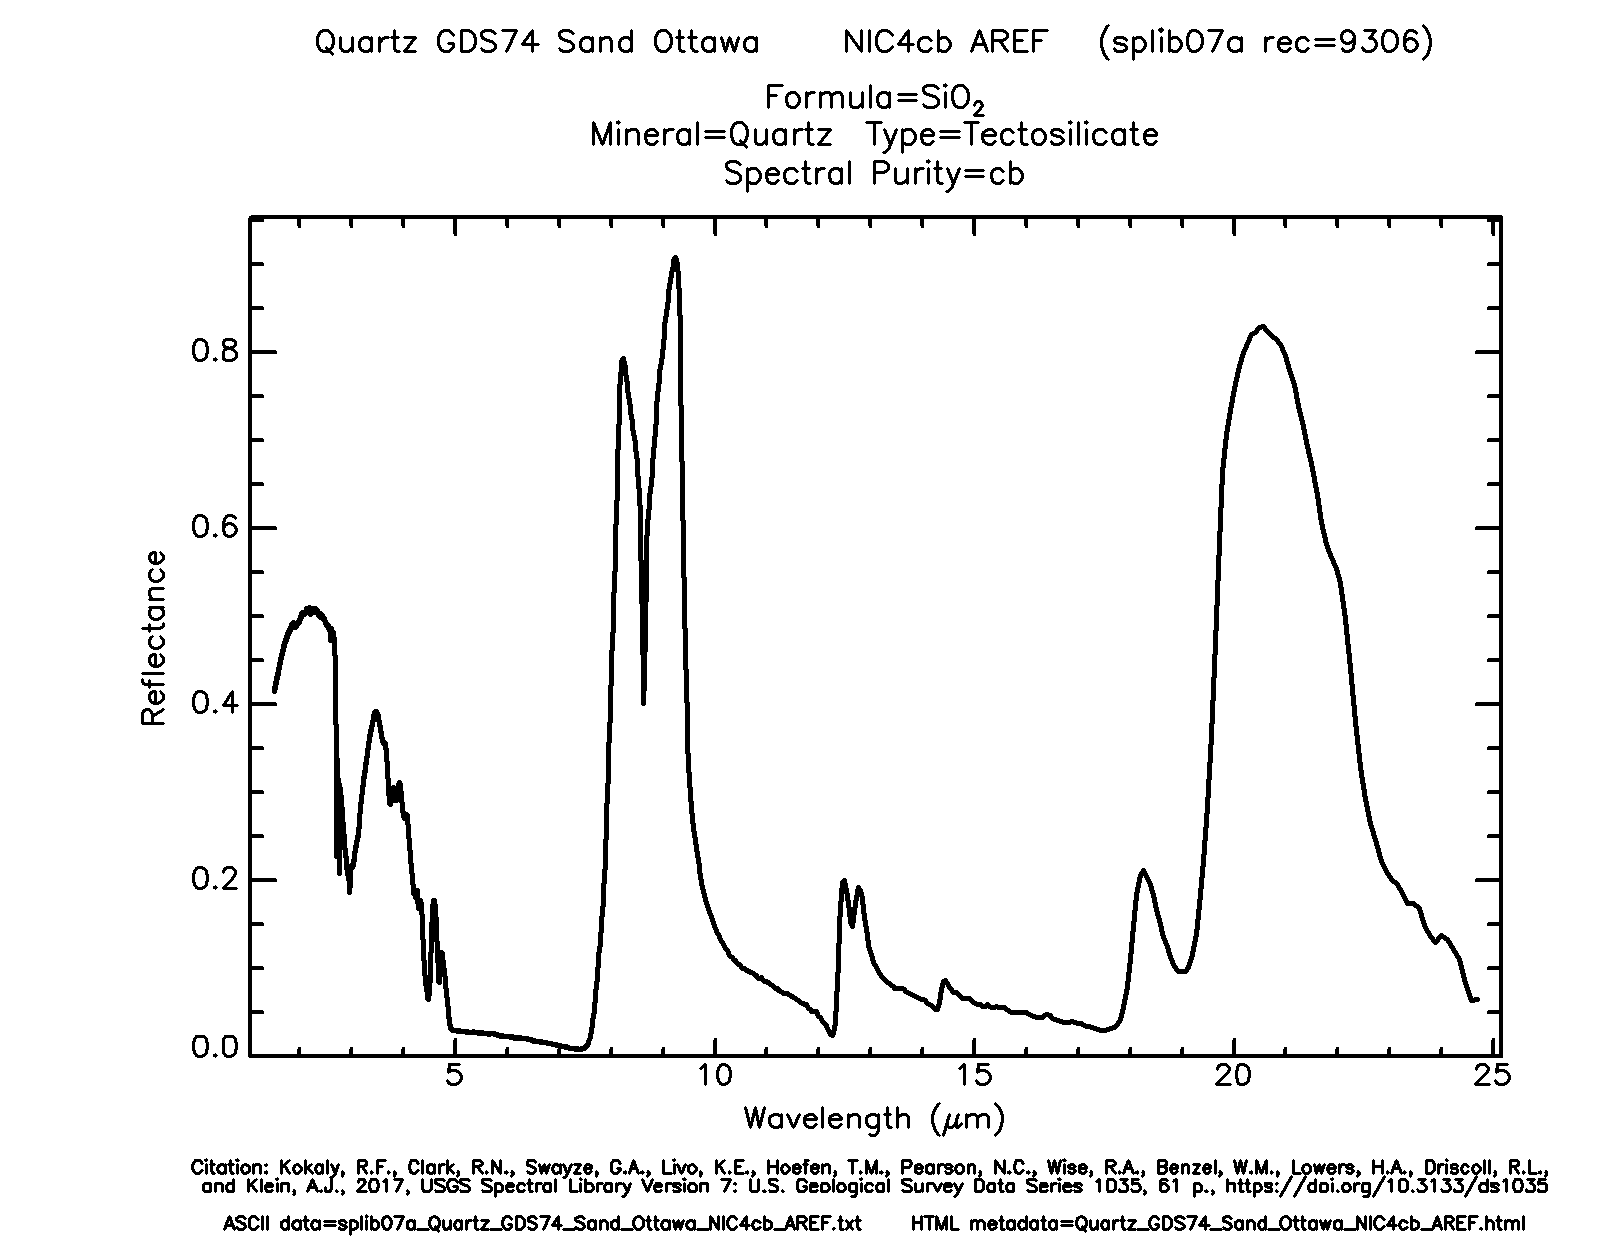 Quartz GDS74 Sand Ottawa NIC4cb AREF (splib07a rec=9306)
Formula=SiO₂
Mineral=Quartz Type=Tectosilicate
Spectral Purity=cb
0.8
0.6
0.4
0.2
0.0
Reflectance
5 10 15 20 25
Wavelength (μm)
Citation: Kokaly, R.F., Clark, R.N., Swayze, G.A., Livo, K.E., Hoefen, T.M., Pearson, N.C., Wise, R.A., Benzel, W.M., Lowers, H.A., Driscoll, R.L.,
and Klein, A.J., 2017, USGS Spectral Library Version 7: U.S. Geological Survey Data Series 1035, 61 p., https://doi.org/10.3133/ds1035
ASCII data=splib07a_Quartz_GDS74_Sand_Ottawa_NIC4cb_AREF.txt HTML metadata=Quartz_GDS74_Sand_Ottawa_NIC4cb_AREF.html